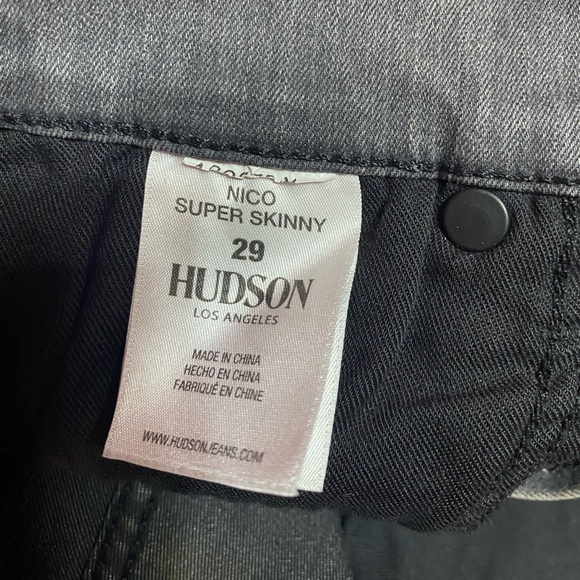 NICO
SUPER SKINNY
29
HUDSON
LOS ANGELES
MADE IN CHINA
HECHO EN CHINA
FABRIQUÉ EN CHINE
WWW.HUDSONJEANS.COM